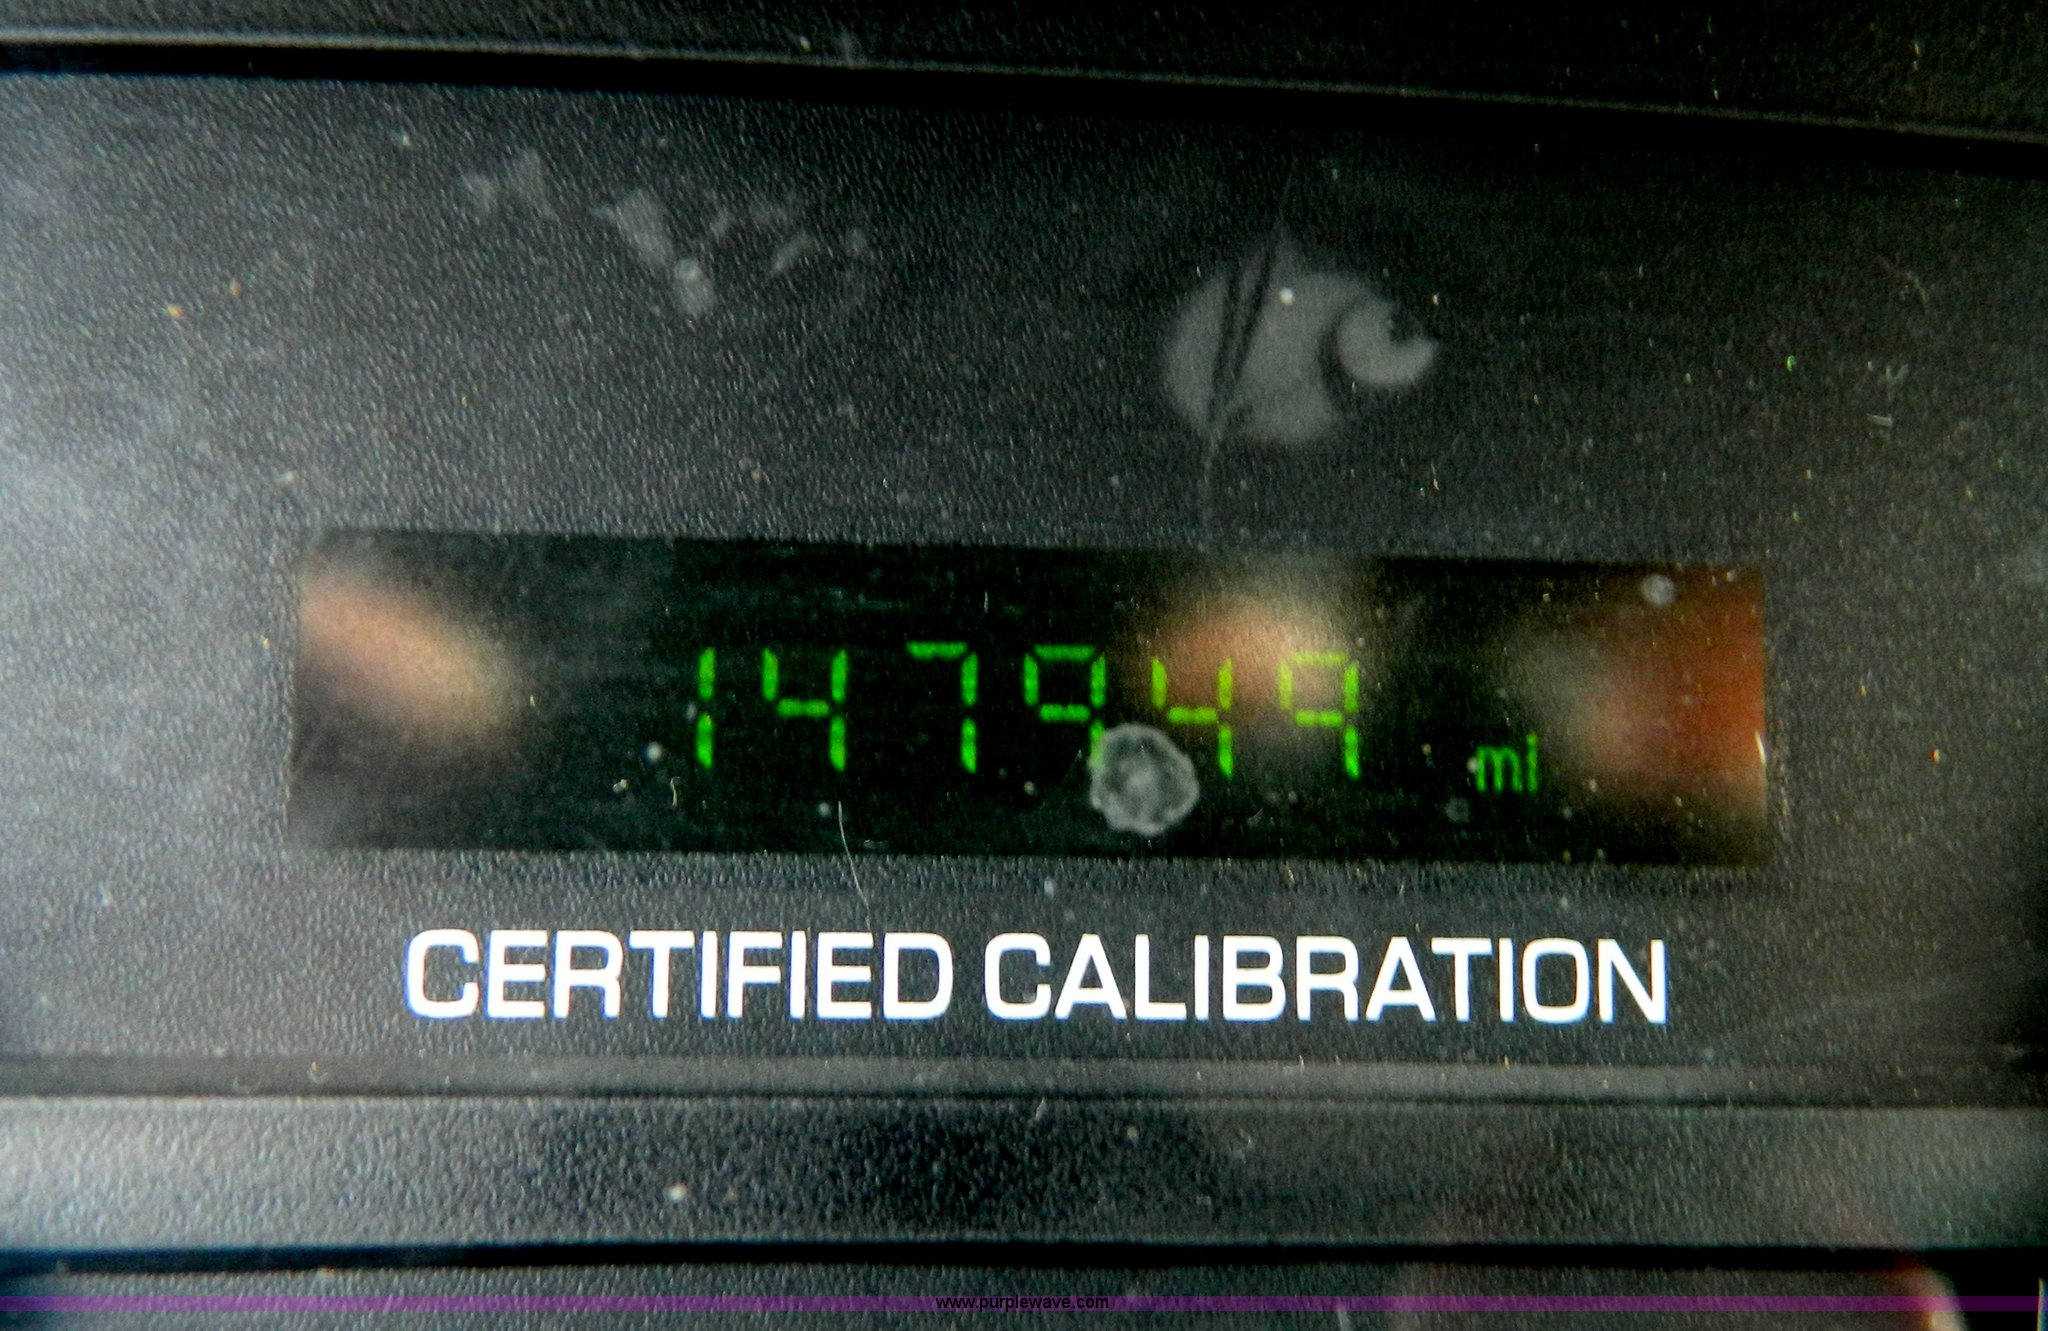 147949 mi
CERTIFIED CALIBRATION
www.purplewave.com